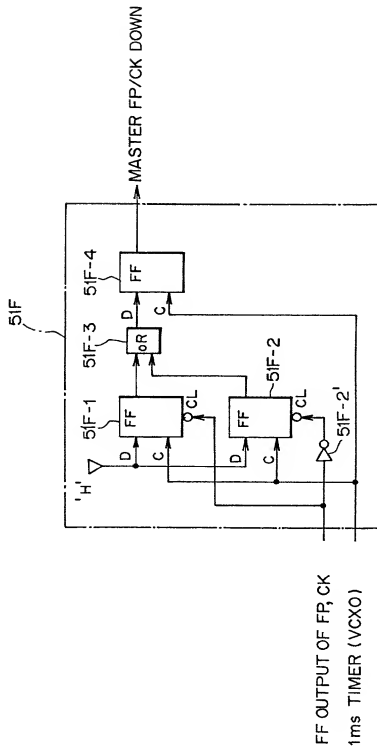 51F
'H'
51F-1
D
FF
C
CL
51F-3
OR
51F-4
D
FF
C
MASTER FP/CK DOWN
51F-2
D
FF
C
CL
51F-2'
FF OUTPUT OF FP, CK
1ms TIMER (VCXO)